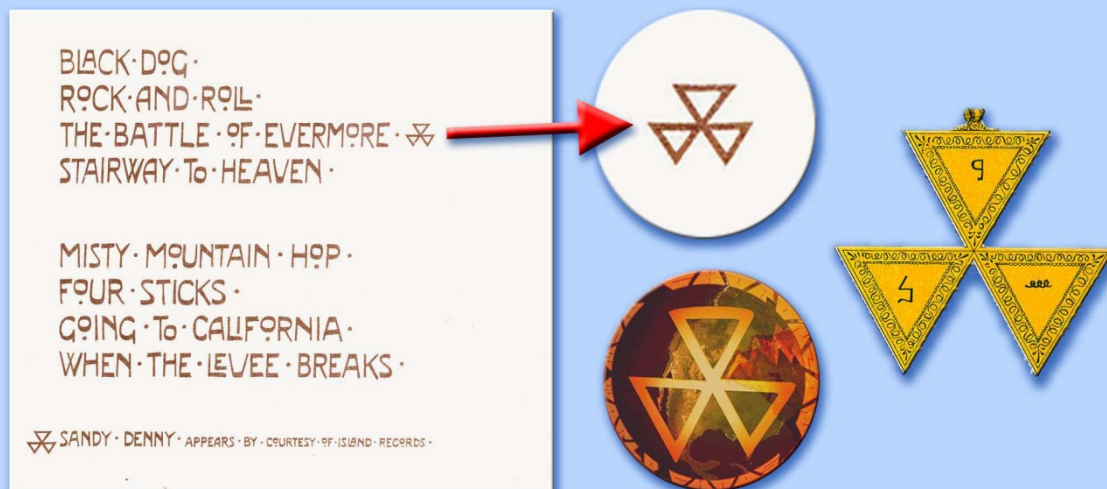 BLACK·DOG·
ROCK·AND·ROLL·
THE·BATTLE·OF·EVERMORE·
STAIRWAY·To·HEAVEN·
MISTY·MOUNTAIN·HOP·
FOUR·STICKS·
GOING·To·CALIFORNIA·
WHEN·THE·LEVEE·BREAKS·
SANDY·DENNY·APPEARS·BY·COURTESY·OF·ISLAND·RECORDS·